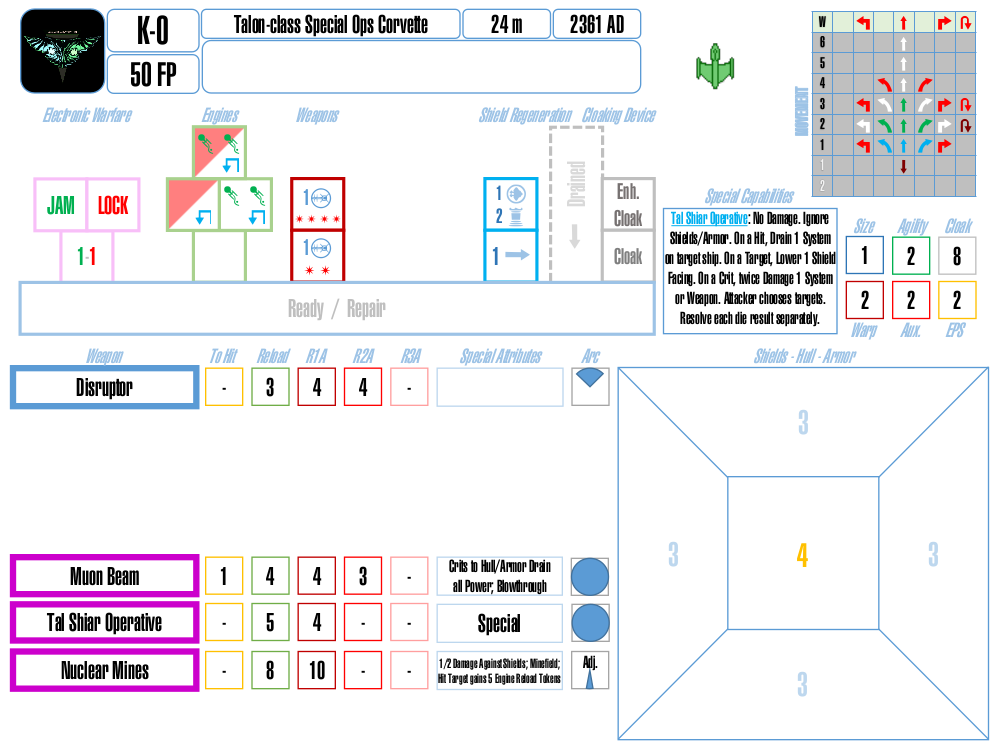 K-0
Talon-class Special Ops Corvette
24 m
2361 AD
50 FP
W
6
5
4
3
2
1
1
2
MOVEMENT
Electronic Warfare
Engines
Weapons
Shield Regeneration
Cloaking Device
JAM
LOCK
1-1
1
1
1
2
1
Drained
Enh.
Cloak
Cloak
Ready / Repair
Special Capabilities
Tal Shiar Operative: No Damage. Ignore
Shields/Armor. On a Hit, Drain 1 System
on target ship. On a Target, Lower 1 Shield
Facing. On a Crit, twice Damage 1 System
or Weapon. Attacker chooses targets.
Resolve each die result separately.
Size
Agility
Cloak
1
2
8
2
2
2
Warp
Aux.
EPS
Weapon
To Hit
Reload
R1A
R2A
R3A
Special Attributes
Arc
Disruptor
-
3
4
4
-
Muon Beam
1
4
4
3
-
Crits to Hull/Armor Drain
all Power; Blowthrough
Tal Shiar Operative
-
5
4
-
-
Special
Nuclear Mines
-
8
10
-
-
1/2 Damage Against Shields; Minefield;
Hit Target gains 5 Engine Reload Tokens
Adj.
Shields - Hull - Armor
3
3
4
3
3